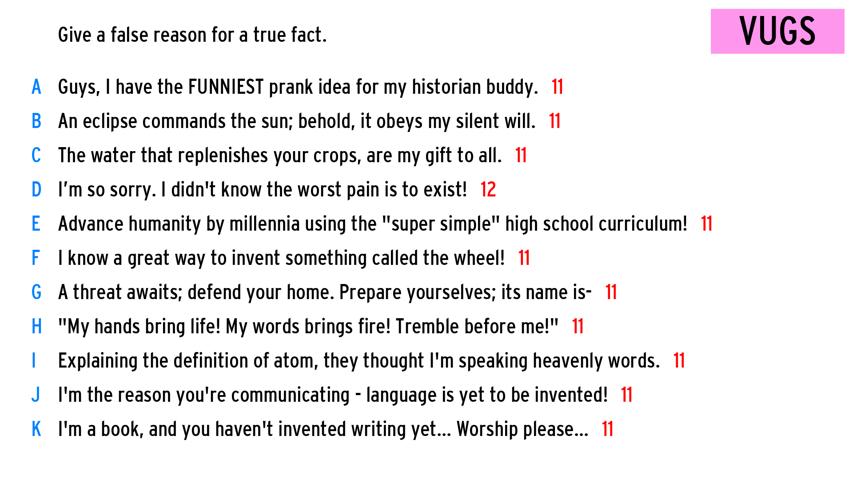 Give a false reason for a true fact.
VUGS
A Guys, I have the FUNNIEST prank idea for my historian buddy. 11
B An eclipse commands the sun; behold, it obeys my silent will. 11
C The water that replenishes your crops, are my gift to all. 11
D I'm so sorry. I didn't know the worst pain is to exist! 12
E Advance humanity by millennia using the "super simple" high school curriculum! 11
F I know a great way to invent something called the wheel! 11
G A threat awaits; defend your home. Prepare yourselves; its name is- 11
H "My hands bring life! My words brings fire! Tremble before me!" 11
I Explaining the definition of atom, they thought I'm speaking heavenly words. 11
J I'm the reason you're communicating - language is yet to be invented! 11
K I'm a book, and you haven't invented writing yet... Worship please... 11